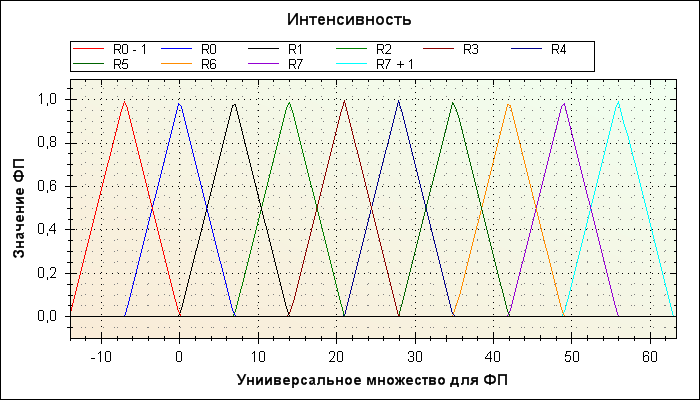 Интенсивность
R0 - 1 R0 R1 R2 R3 R4
R5 R6 R7 R7 + 1
Значение ФП
1,0
0,8
0,6
0,4
0,2
0,0
-10 0 10 20 30 40 50 60
Унииверсальное множество для ФП